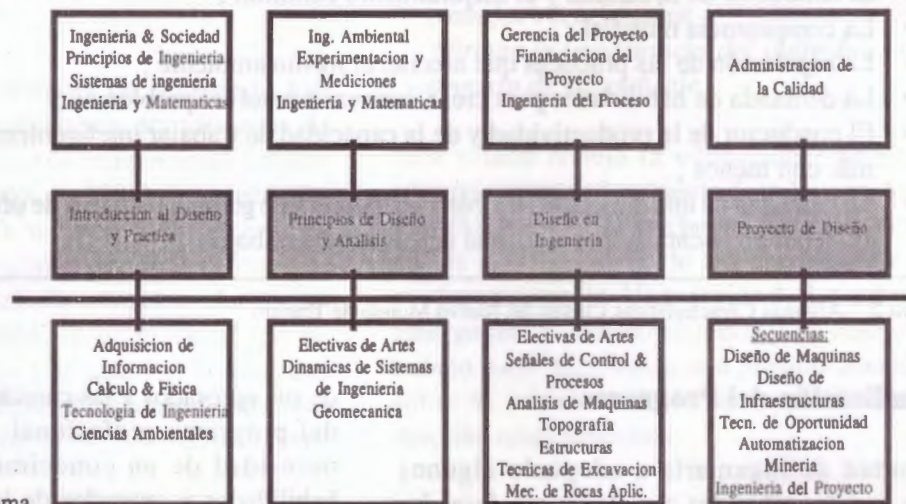 Ingenieria & Sociedad
Principios de Ingenieria
Sistemas de Ingenieria
Ingenieria y Matematicas
Ing. Ambiental
Experimentacion y
Medicion
Ingenieria y Matematicas
Gerencia del Proyecto
Financiamiento del
Proyecto
Ingenieria del Proceso
Administracion de
la Calidad
Introduccion al Diseño
y Practica
Principios de Diseño
y Analisis
Diseño en
Ingenieria
Proyecto de Diseño
Adquisicion de
Informacion
Calculo & Fisica
Tecnologia de Ingenieria
Ciencias Ambientales
Electivas de Artes
Dinamicas de Sistemas
de Ingenieria
Geomecanica
Electivas de Artes
Señales de Control &
Procesos
Analisis de Maquinas
Topografia
Estructuras
Tecnicas de Excavacion
Mec. de Rocas Aplic.
Secuencias:
Diseño de Maquinas
Diseño de
Infraestructuras
Tecn. de Oportunidad
Automatizacion
Mineria
Ingenieria del Proyecto
ma